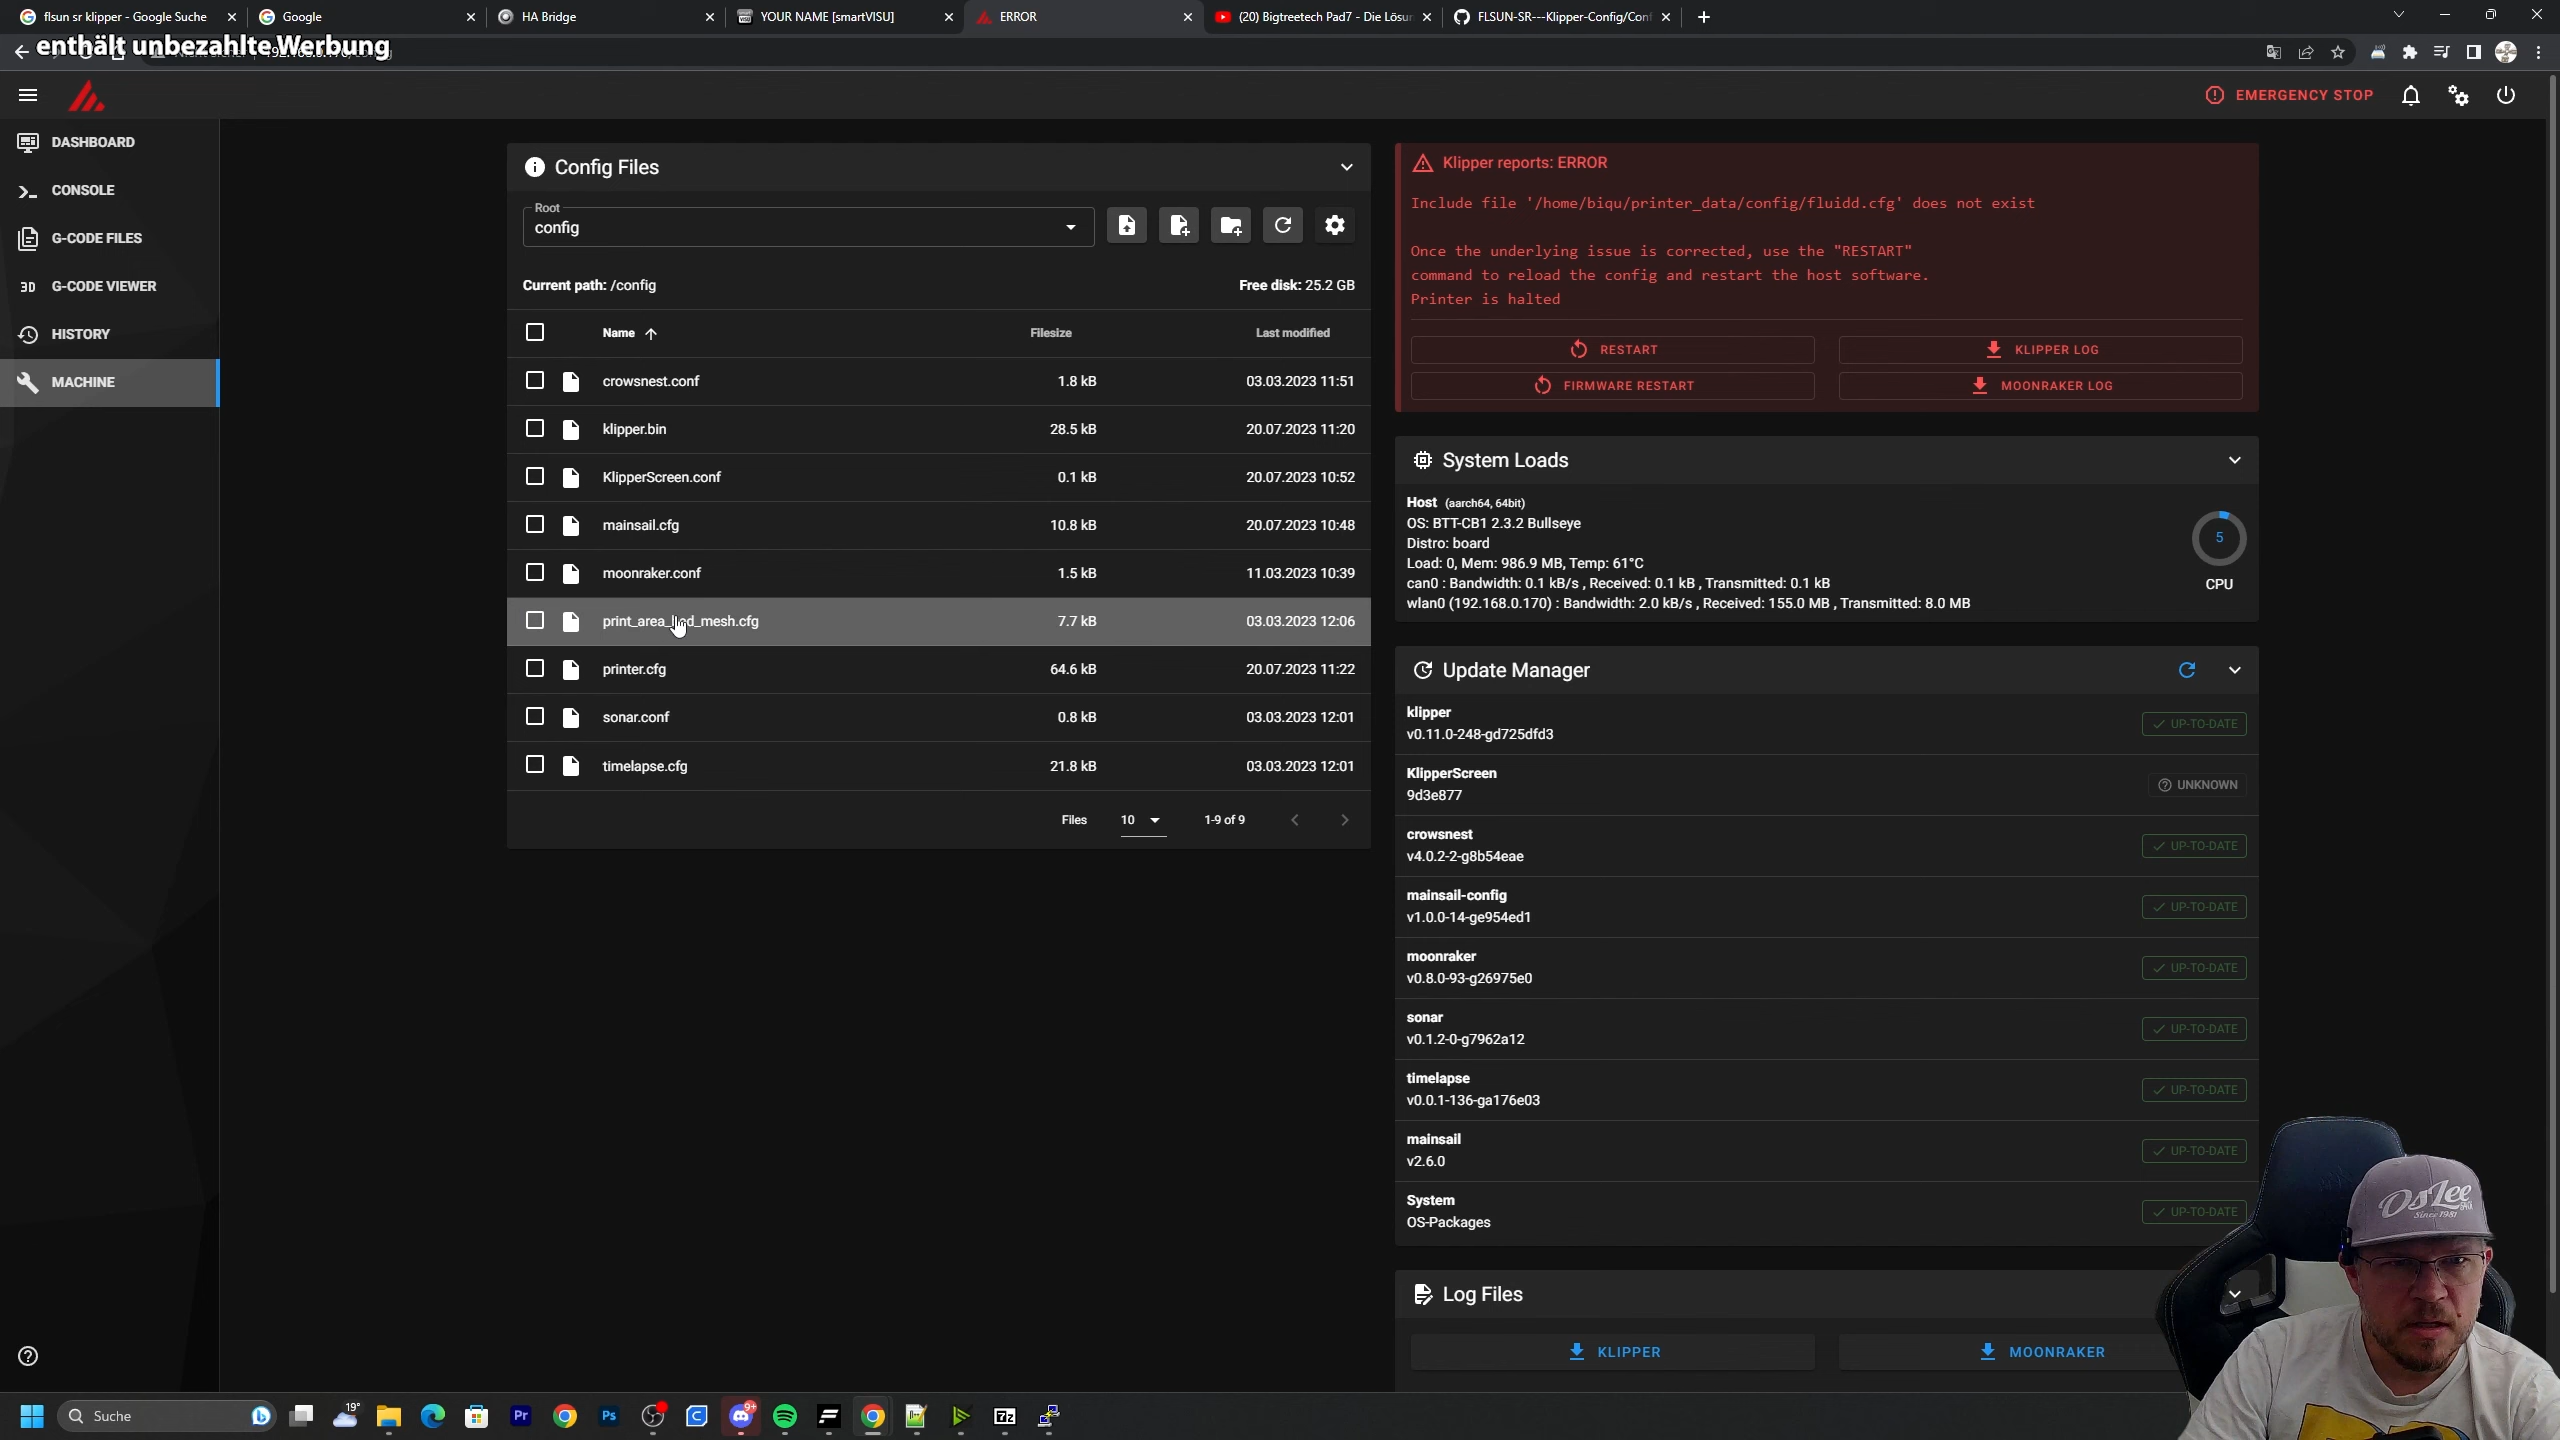 flsun sr klipper - Google Suche
Google
HA Bridge
YOUR NAME [smartVISU]
ERROR
(20) Bigtreetech Pad7 - Die Lösu
FLSUN-SR---Klipper-Config/Con
enthält unbezahlte Werbung
EMERGENCY STOP
DASHBOARD
CONSOLE
G-CODE FILES
3D G-CODE VIEWER
HISTORY
MACHINE
Config Files
Root
config
Current path: /config
Free disk: 25.2 GB
Name Filesize Last modified
crowsnest.conf 1.8 kB 03.03.2023 11:51
klipper.bin 28.5 kB 20.07.2023 11:20
KlipperScreen.conf 0.1 kB 20.07.2023 10:52
mainsail.cfg 10.8 kB 20.07.2023 10:48
moonraker.conf 1.5 kB 11.03.2023 10:39
print_area_bed_mesh.cfg 7.7 kB 03.03.2023 12:06
printer.cfg 64.6 kB 20.07.2023 11:22
sonar.conf 0.8 kB 03.03.2023 12:01
timelapse.cfg 21.8 kB 03.03.2023 12:01
Files 10 1-9 of 9
Klipper reports: ERROR
Include file '/home/biqu/printer_data/config/fluidd.cfg' does not exist
Once the underlying issue is corrected, use the "RESTART"
command to reload the config and restart the host software.
Printer is halted
RESTART
KLIPPER LOG
FIRMWARE RESTART
MOONRAKER LOG
System Loads
Host (aarch64, 64bit)
OS: BTT-CB1 2.3.2 Bullseye
Distro: board
Load: 0, Mem: 986.9 MB, Temp: 61°C
can0 : Bandwidth: 0.1 kB/s , Received: 0.1 kB , Transmitted: 0.1 kB
wlan0 (192.168.0.170) : Bandwidth: 2.0 kB/s , Received: 155.0 MB , Transmitted: 8.0 MB
5
CPU
Update Manager
klipper
v0.11.0-248-gd725dfd3
UP-TO-DATE
KlipperScreen
9d3e877
UNKNOWN
crowsnest
v4.0.2-2-g8b54eae
UP-TO-DATE
mainsail-config
v1.0.0-14-ge954ed1
UP-TO-DATE
moonraker
v0.8.0-93-g26975e0
UP-TO-DATE
sonar
v0.1.2-0-g7962a12
UP-TO-DATE
timelapse
v0.0.1-136-ga176e03
UP-TO-DATE
mainsail
v2.6.0
UP-TO-DATE
System
OS-Packages
UP-TO-DATE
Log Files
KLIPPER
MOONRAKER
OsLee
Since 1981
Suche
19°
Pr
Ps
9+
7z